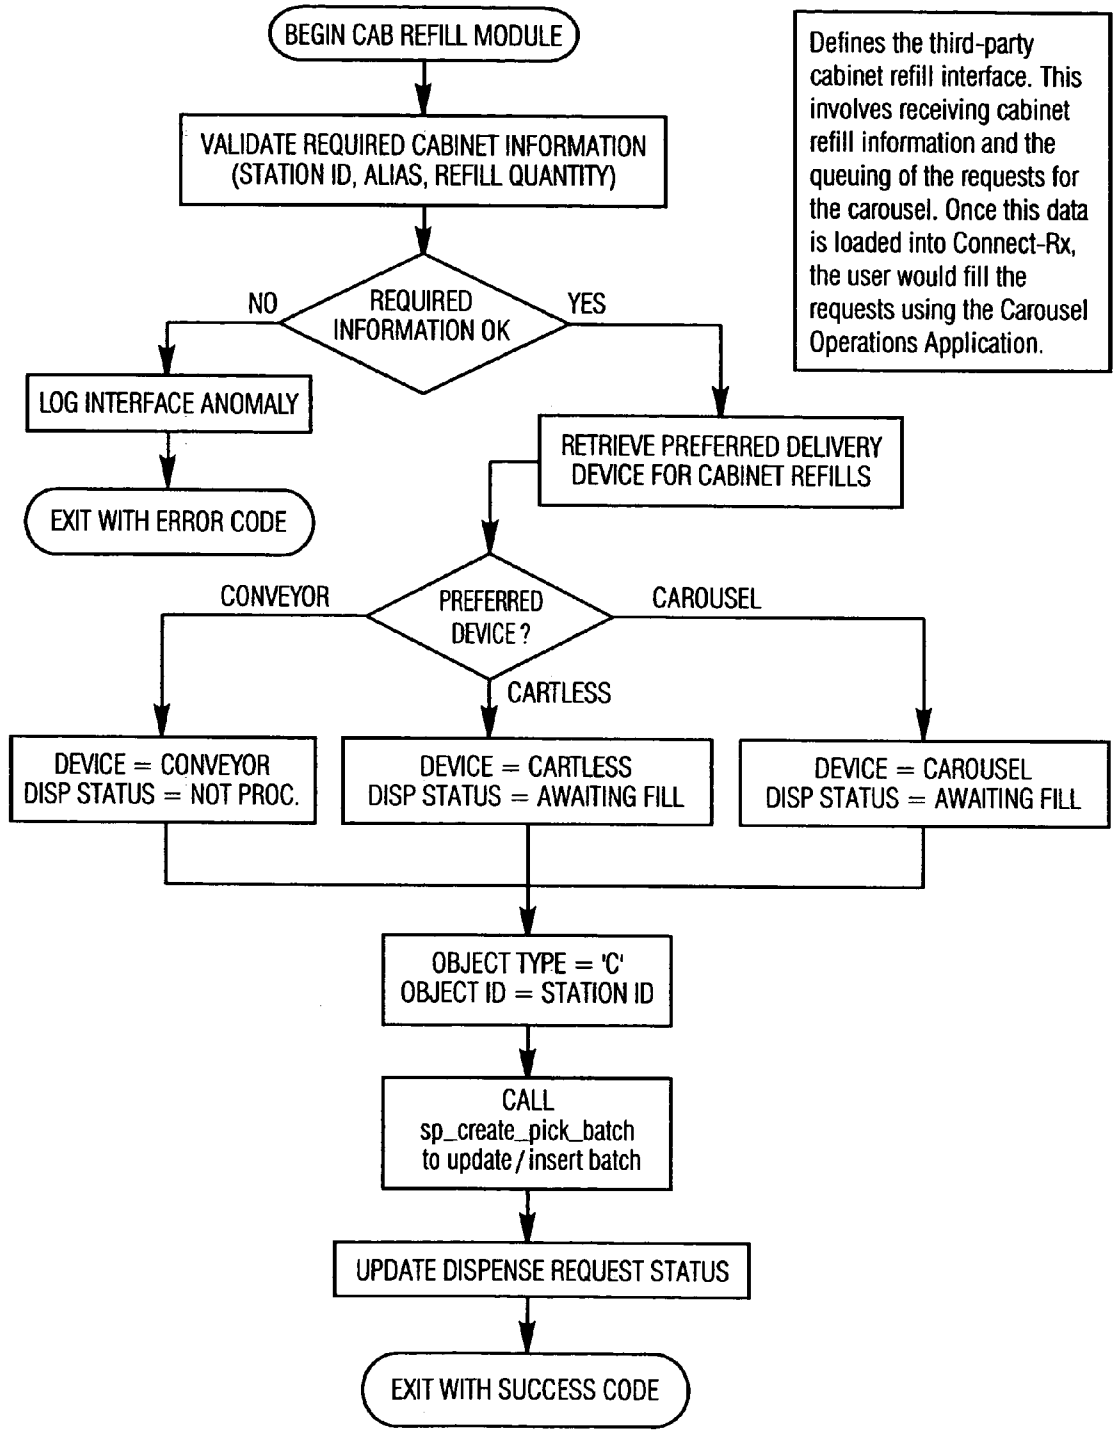 BEGIN CAB REFILL MODULE
Defines the third-party
cabinet refill interface. This
involves receiving cabinet
refill information and the
queuing of the requests for
the carousel. Once this data
is loaded into Connect-Rx,
the user would fill the
requests using the Carousel
Operations Application.
VALIDATE REQUIRED CABINET INFORMATION
(STATION ID, ALIAS, REFILL QUANTITY)
NO
REQUIRED
INFORMATION OK
YES
LOG INTERFACE ANOMALY
EXIT WITH ERROR CODE
RETRIEVE PREFERRED DELIVERY
DEVICE FOR CABINET REFILLS
CONVEYOR
PREFERRED
DEVICE?
CAROUSEL
CARTLESS
DEVICE = CONVEYOR
DISP STATUS = NOT PROC.
DEVICE = CARTLESS
DISP STATUS = AWAITING FILL
DEVICE = CAROUSEL
DISP STATUS = AWAITING FILL
OBJECT TYPE = 'C'
OBJECT ID = STATION ID
CALL
sp_create_pick_batch
to update/insert batch
UPDATE DISPENSE REQUEST STATUS
EXIT WITH SUCCESS CODE